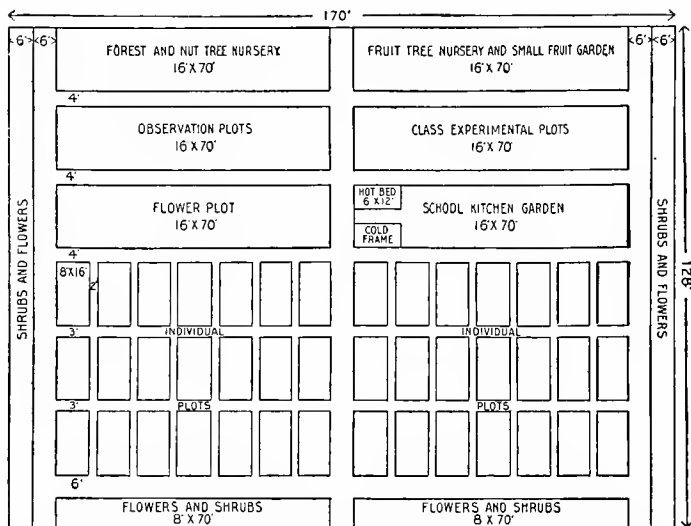 170'
6' 6' 6' 6'
FOREST AND NUT TREE NURSERY
16'X 70'
FRUIT TREE NURSERY AND SMALL FRUIT GARDEN
16'X 70'
4'
OBSERVATION PLOTS
16'X 70'
CLASS EXPERIMENTAL PLOTS
16'X 70'
4'
FLOWER PLOT
16'X 70'
HOT BED
6'X12'
SCHOOL KITCHEN GARDEN
16'X 70'
COLD
FRAME
4'
SHRUBS AND FLOWERS
SHRUBS AND FLOWERS
128'
8'X16'
2'
3'
INDIVIDUAL
INDIVIDUAL
3'
PLOTS
PLOTS
6'
FLOWERS AND SHRUBS
8'X 70'
FLOWERS AND SHRUBS
8 X 70'